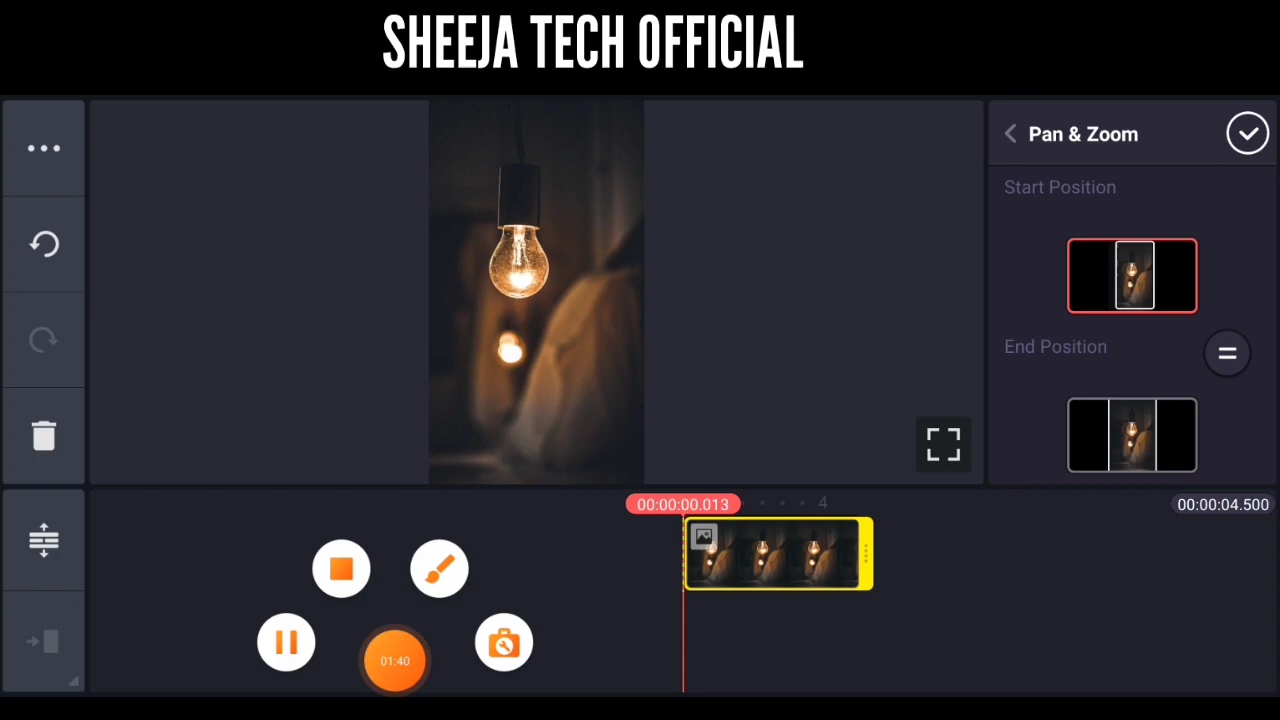 SHEEJA TECH OFFICIAL
Pan & Zoom
Start Position
End Position
00:00:00.013
4
00:00:04.500
01:40